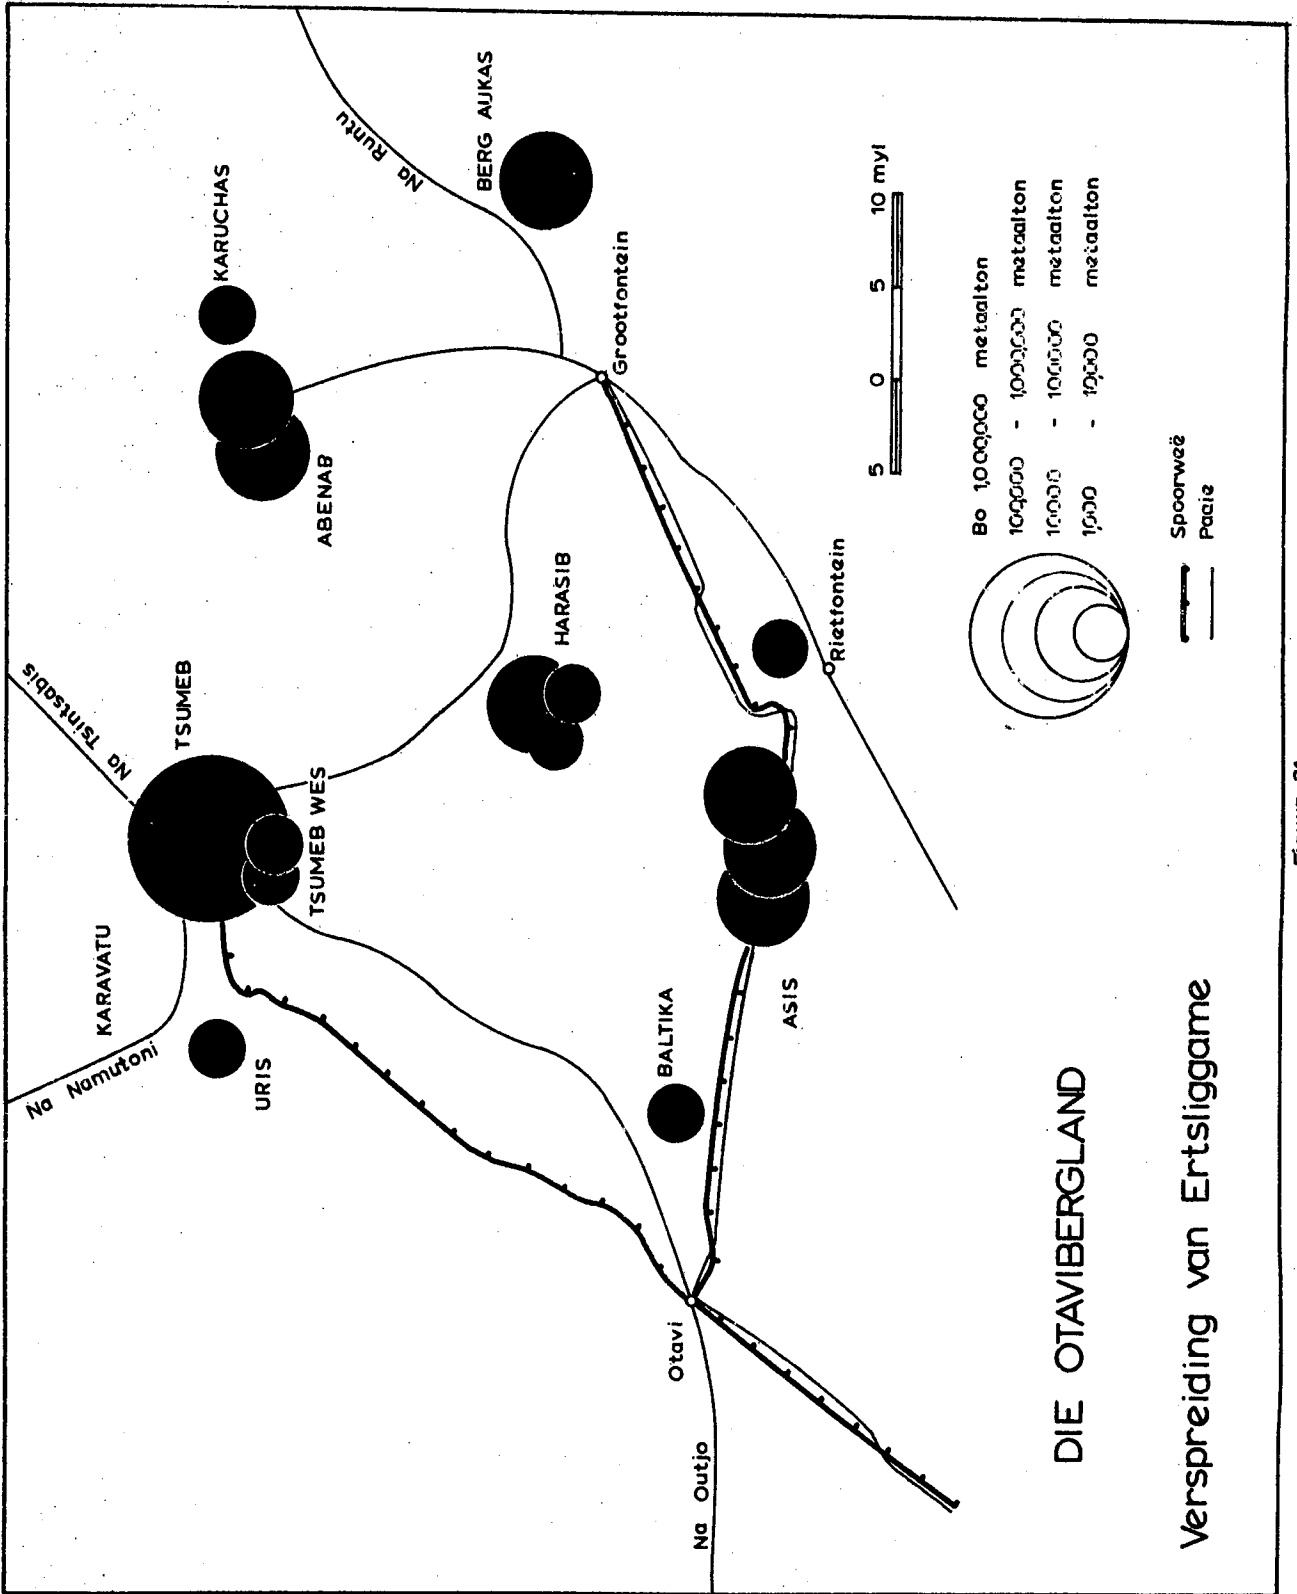 Na Tsintsabis
Na Runtu
Na Namutoni
KARAVATU
TSUMEB
KARUCHAS
URIS
TSUMEB WES
ABENAB
BERG AUKAS
HARASIB
Grootfontein
Na Outjo
Otavi
BALTIKA
ASIS
Rietfontein
5 0 5 10 myl
DIE OTAVIBERGLAND
Verspreiding van Ertsliggame
Bo 1,000,000 metaalton
100,000 - 1,000,000 metaalton
10,000 - 100,000 metaalton
1,000 - 10,000 metaalton
Spoorweë
Paaie